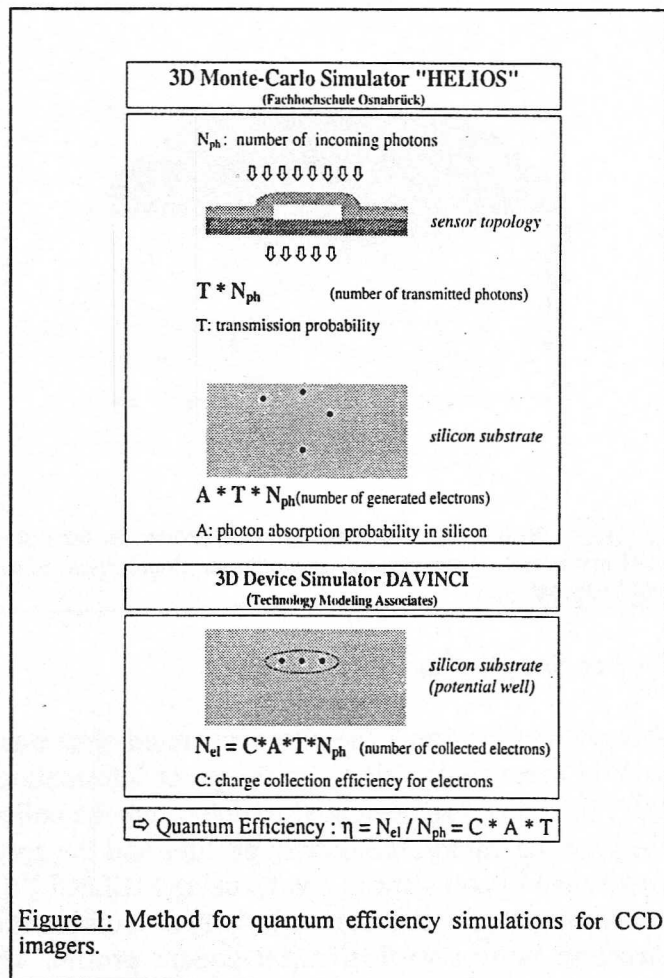 3D Monte-Carlo Simulator "HELIOS"
(Fachhochschule Osnabrück)
N_ph: number of incoming photons
sensor topology
T * N_ph (number of transmitted photons)
T: transmission probability
silicon substrate
A * T * N_ph (number of generated electrons)
A: photon absorption probability in silicon
3D Device Simulator DAVINCI
(Technology Modeling Associates)
silicon substrate
(potential well)
N_el = C*A*T*N_ph (number of collected electrons)
C: charge collection efficiency for electrons
⇨ Quantum Efficiency : η = N_el / N_ph = C * A * T
Figure 1: Method for quantum efficiency simulations for CCD
imagers.